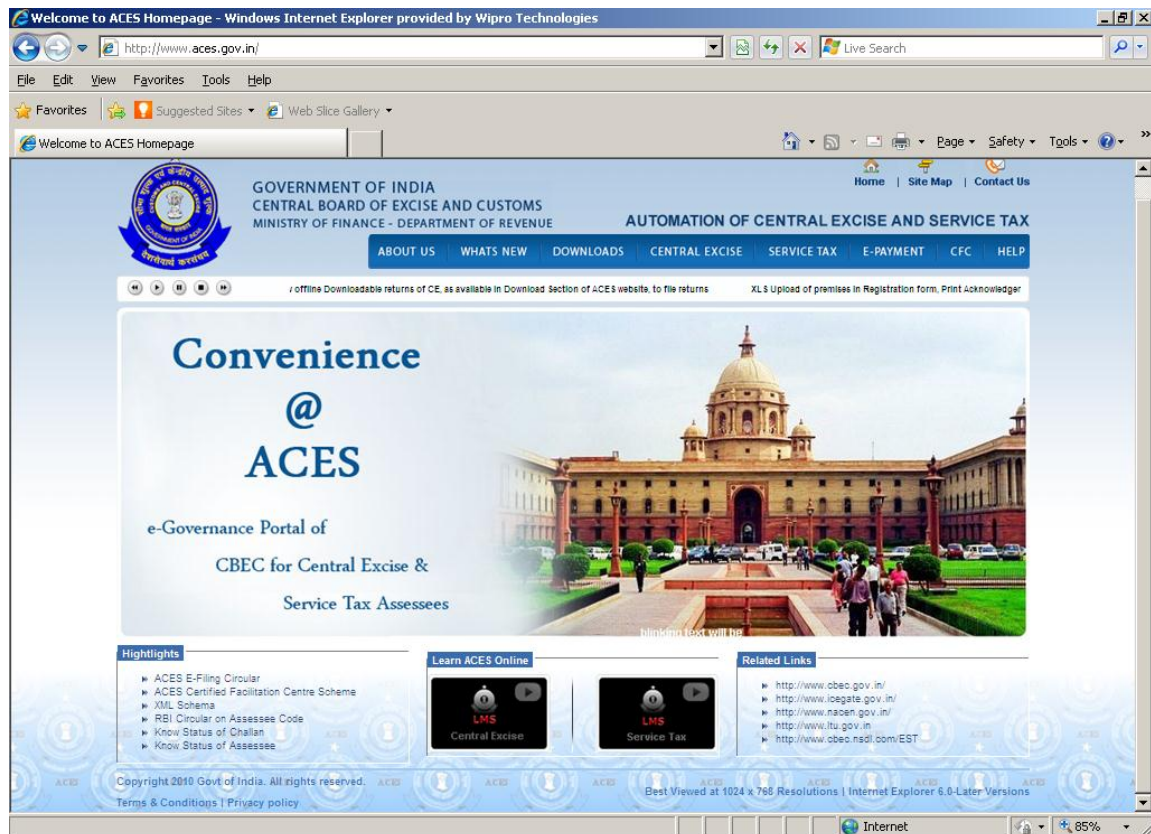 Welcome to ACES Homepage - Windows Internet Explorer provided by Wipro Technologies
http://www.aces.gov.in/
Live Search
File Edit View Favorites Tools Help
Favorites Suggested Sites Web Slice Gallery
Welcome to ACES Homepage
Page Safety Tools
Home | Site Map | Contact Us
GOVERNMENT OF INDIA
CENTRAL BOARD OF EXCISE AND CUSTOMS
MINISTRY OF FINANCE - DEPARTMENT OF REVENUE
AUTOMATION OF CENTRAL EXCISE AND SERVICE TAX
देशसेवार्थ करसंचय
ABOUT US WHATS NEW DOWNLOADS CENTRAL EXCISE SERVICE TAX E-PAYMENT CFC HELP
offline Downloadable returns of CE, as available in Download Section of ACES website, to file returns XLS Upload of premises in Registration form, Print Acknowledger
Convenience
@
ACES
e-Governance Portal of
CBEC for Central Excise &
Service Tax Assessees
blinking text will be
Hightlights
ACES E-Filing Circular
ACES Certified Facilitation Centre Scheme
XML Schema
RBI Circular on Assessee Code
Know Status of Challan
Know Status of Assessee
Learn ACES Online
LMS
Central Excise
LMS
Service Tax
Related Links
http://www.cbec.gov.in/
http://www.icegate.gov.in/
http://www.nacen.gov.in/
http://www.ltu.gov.in
http://www.cbec.nsdl.com/EST
Copyright 2010 Govt of India. All rights reserved.
Terms & Conditions | Privacy policy
Best Viewed at 1024 x 768 Resolutions | Internet Explorer 6.0-Later Versions
Internet
85%